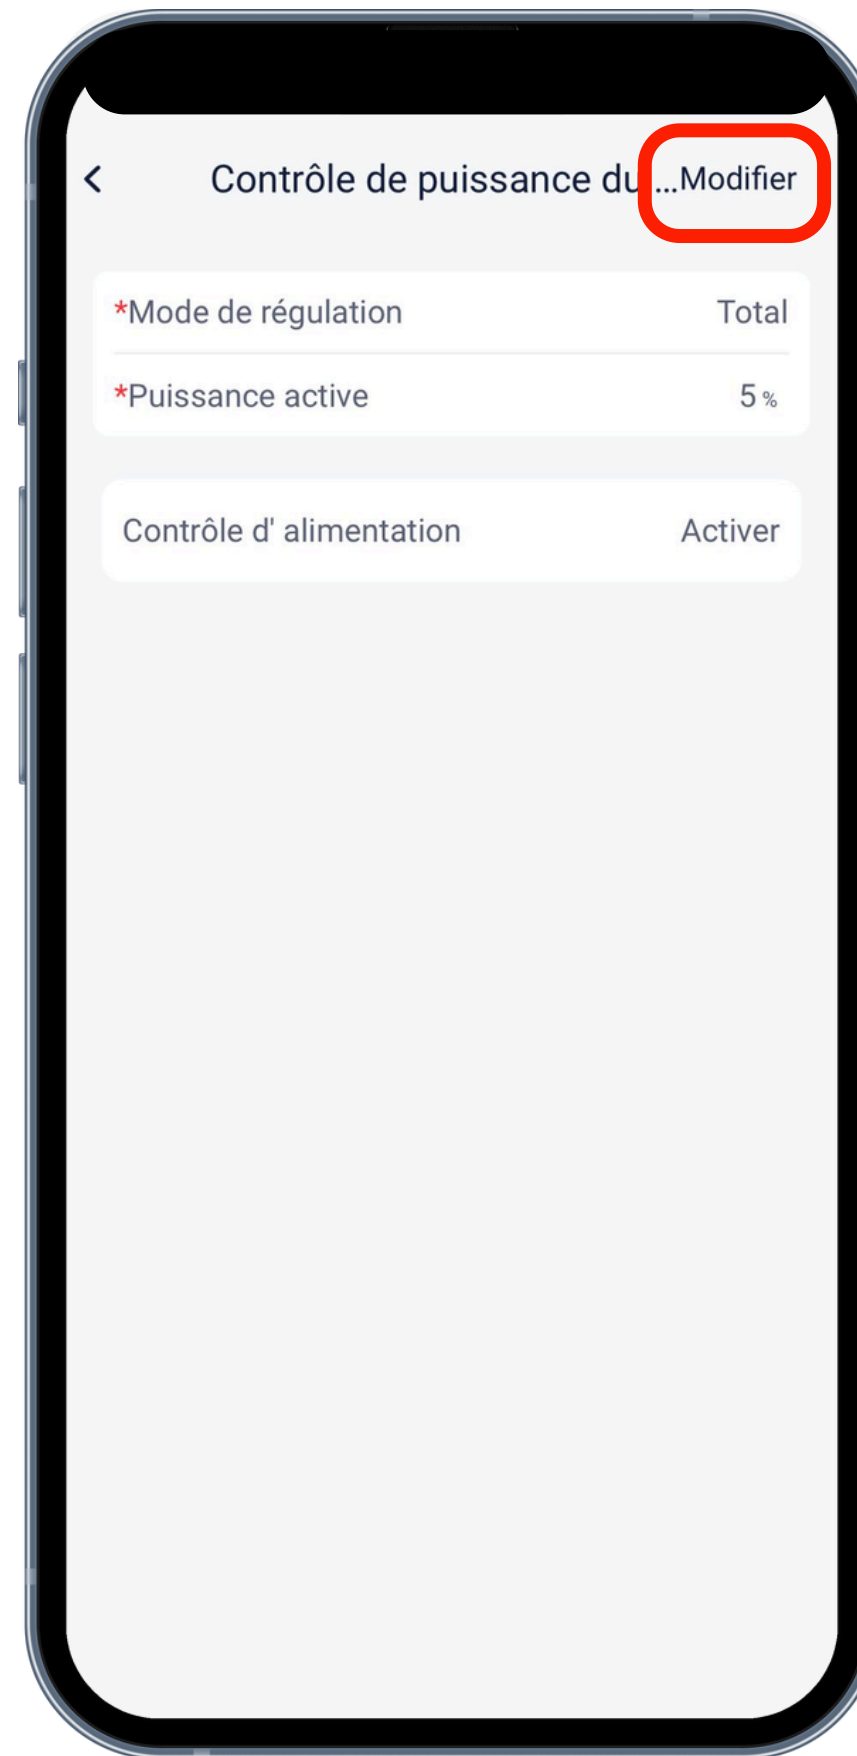 Contrôle de puissance du ...Modifier
*Mode de régulation Total
*Puissance active 5 %
Contrôle d' alimentation Activer